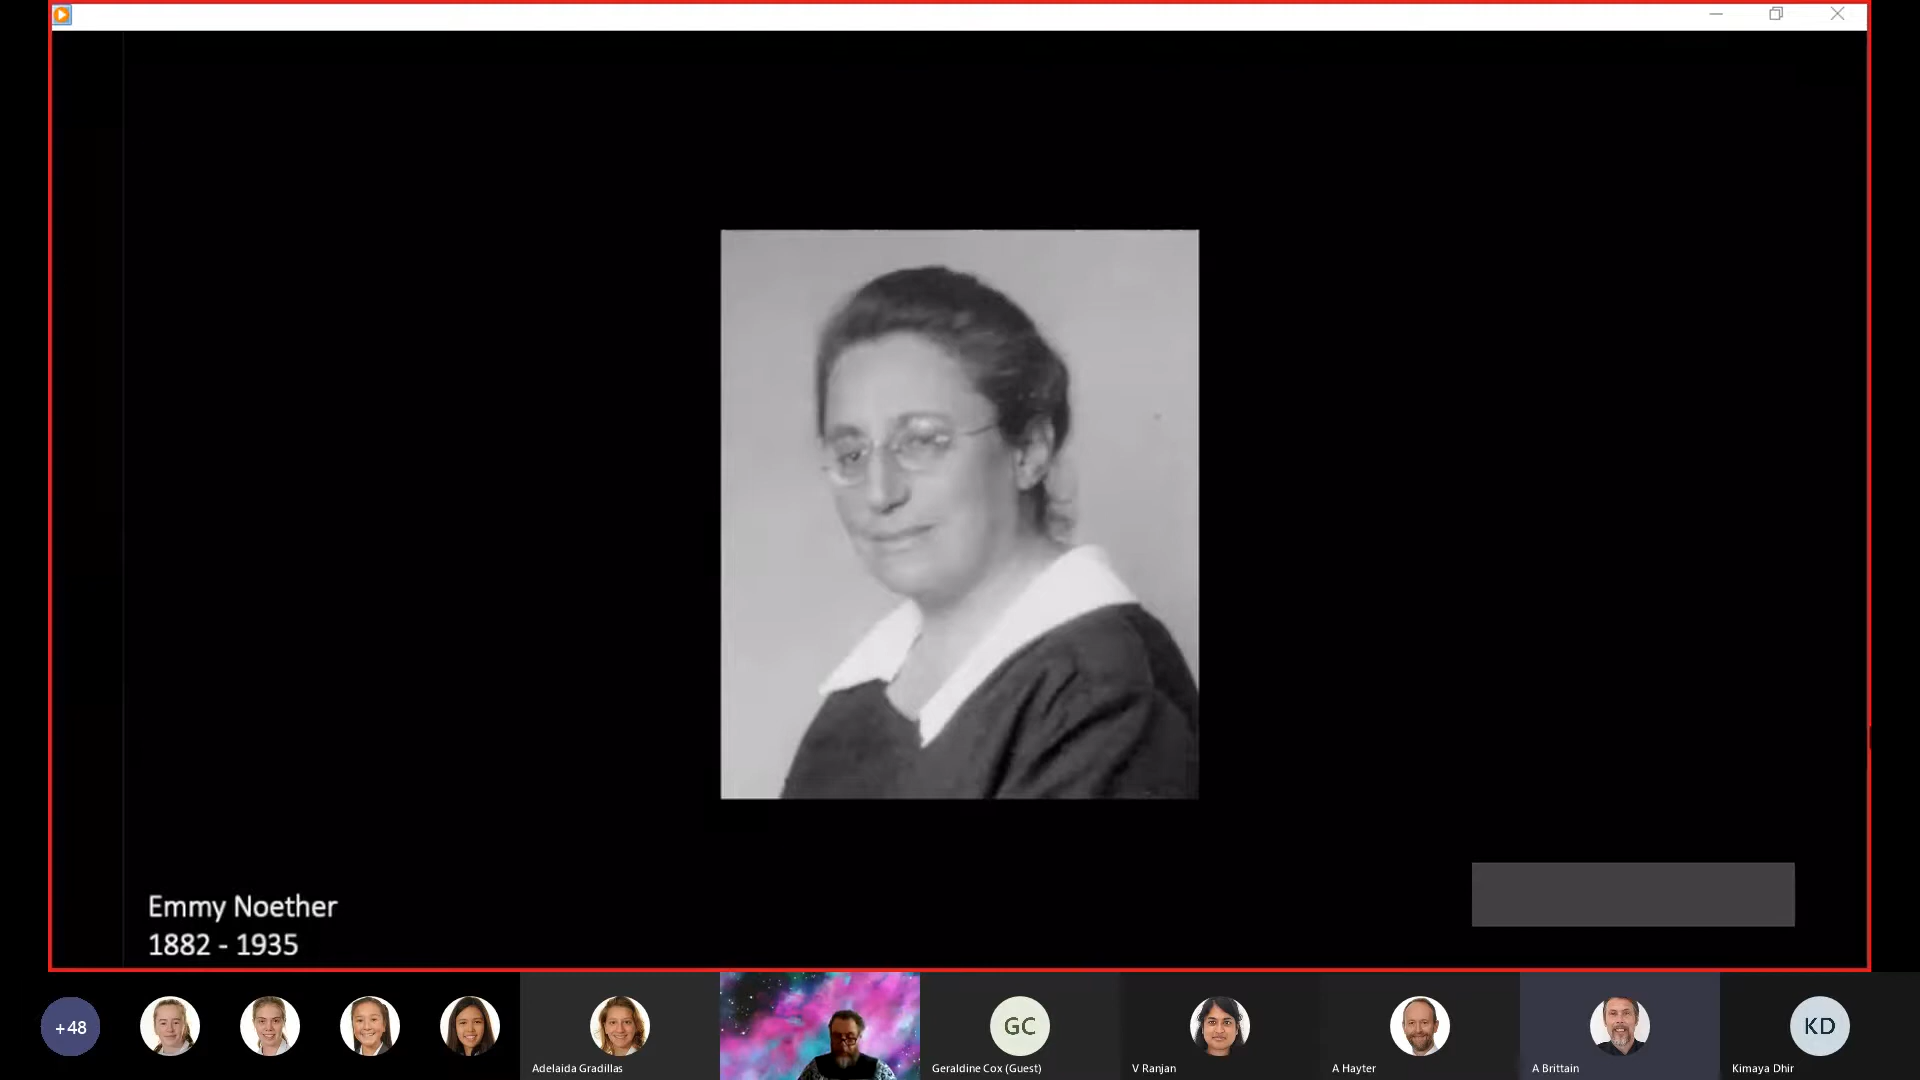 Emmy Noether
1882 - 1935
+48
Adelaida Gradillas
GC
Geraldine Cox (Guest)
V Ranjan
A Hayter
A Brittain
KD
Kimaya Dhir